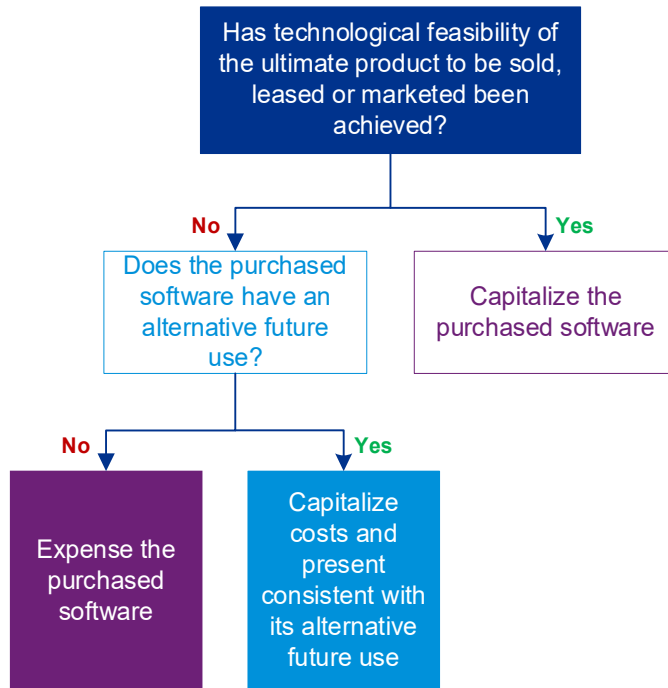 Has technological feasibility of
the ultimate product to be sold,
leased or marketed been
achieved?
No
Yes
Does the purchased
software have an
alternative future
use?
Capitalize the
purchased software
No
Yes
Expense the
purchased
software
Capitalize
costs and
present
consistent with
its alternative
future use